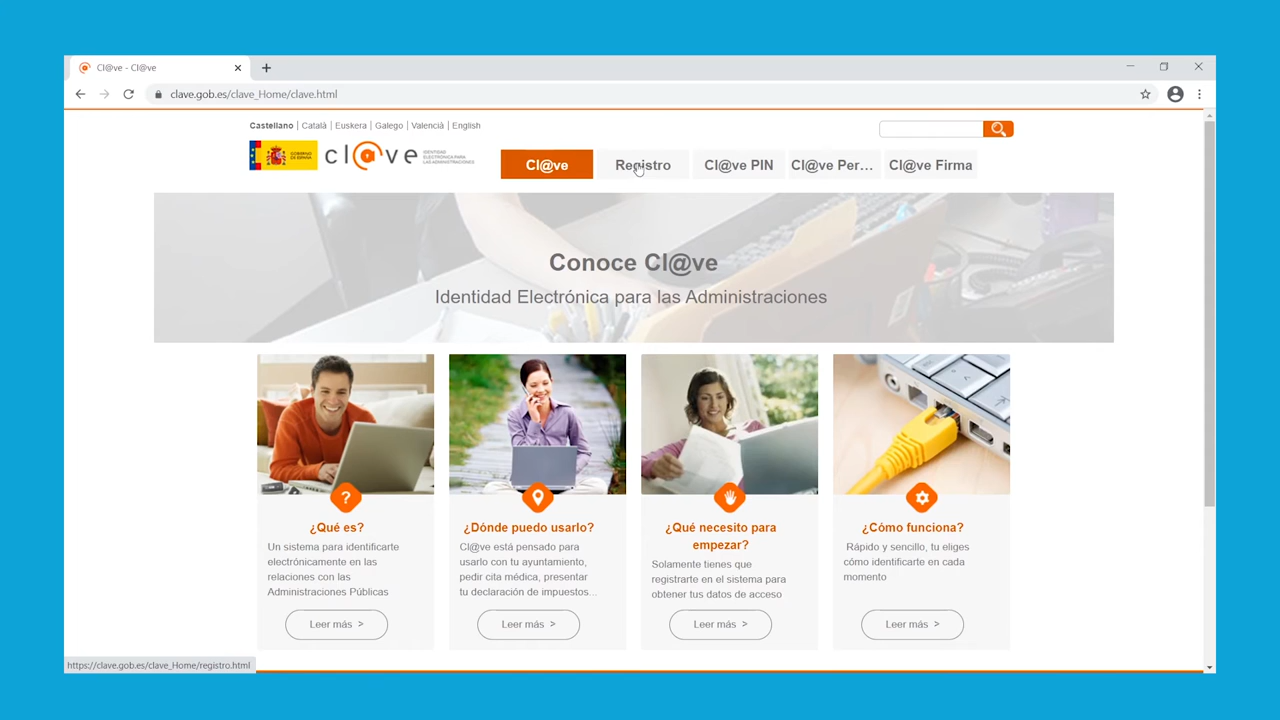 Cl@ve - Cl@ve
clave.gob.es/clave_Home/clave.html
Castellano | Català | Euskera | Galego | Valencià | English
GOBIERNO DE ESPAÑA
cl@ve
IDENTIDAD ELECTRÓNICA PARA LAS ADMINISTRACIONES
Cl@ve
Registro
Cl@ve PIN
Cl@ve Per...
Cl@ve Firma
Conoce Cl@ve
Identidad Electrónica para las Administraciones
?
¿Qué es?
Un sistema para identificarte
electrónicamente en las
relaciones con las
Administraciones Públicas
Leer más >
¿Dónde puedo usarlo?
Cl@ve está pensado para
usarlo con tu ayuntamiento,
pedir cita médica, presentar
tu declaración de impuestos...
Leer más >
¿Qué necesito para
empezar?
Solamente tienes que
registrarte en el sistema para
obtener tus datos de acceso
Leer más >
¿Cómo funciona?
Rápido y sencillo, tu eliges
cómo identificarte en cada
momento
Leer más >
https://clave.gob.es/clave_Home/registro.html